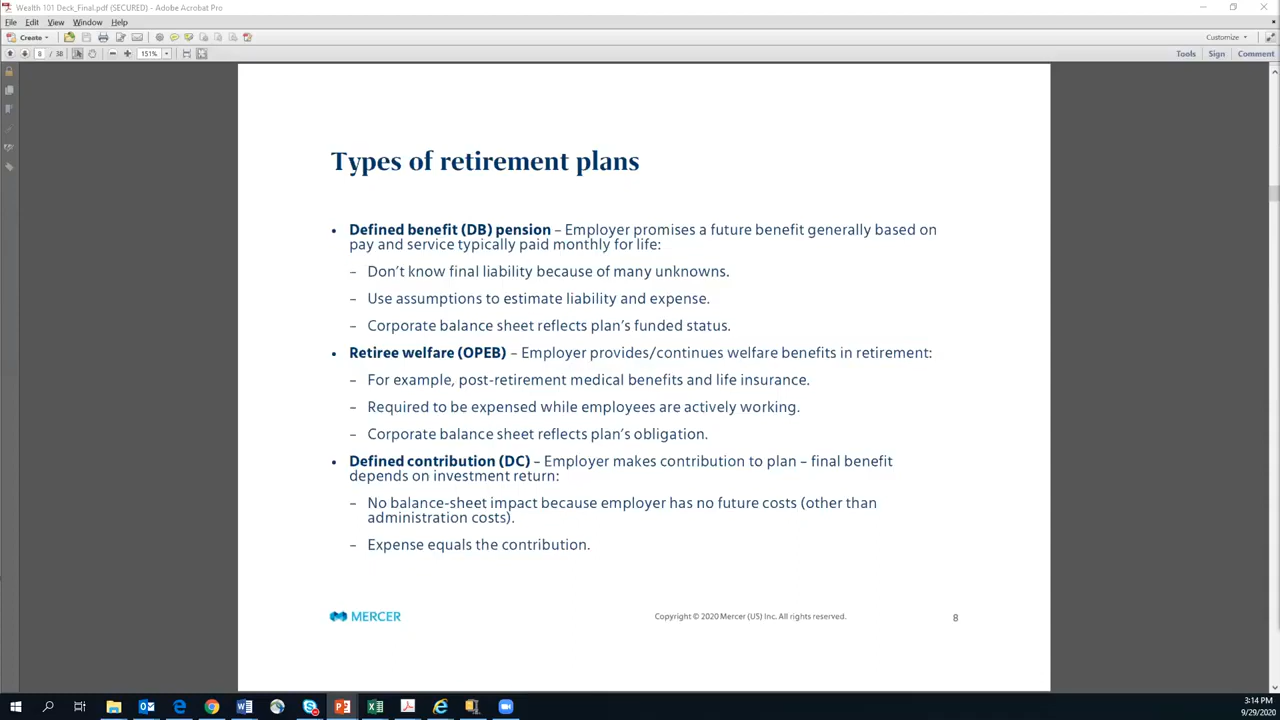 Wealth 101 Deck_Final.pdf (SECURED) - Adobe Acrobat Pro
File Edit View Window Help
Create Customize
8 / 38 151% Tools Sign Comment
Types of retirement plans
• Defined benefit (DB) pension – Employer promises a future benefit generally based on
pay and service typically paid monthly for life:
– Don't know final liability because of many unknowns.
– Use assumptions to estimate liability and expense.
– Corporate balance sheet reflects plan's funded status.
• Retiree welfare (OPEB) – Employer provides/continues welfare benefits in retirement:
– For example, post-retirement medical benefits and life insurance.
– Required to be expensed while employees are actively working.
– Corporate balance sheet reflects plan's obligation.
• Defined contribution (DC) – Employer makes contribution to plan – final benefit
depends on investment return:
– No balance-sheet impact because employer has no future costs (other than
administration costs).
– Expense equals the contribution.
MERCER Copyright © 2020 Mercer (US) Inc. All rights reserved. 8
3:14 PM
9/29/2020